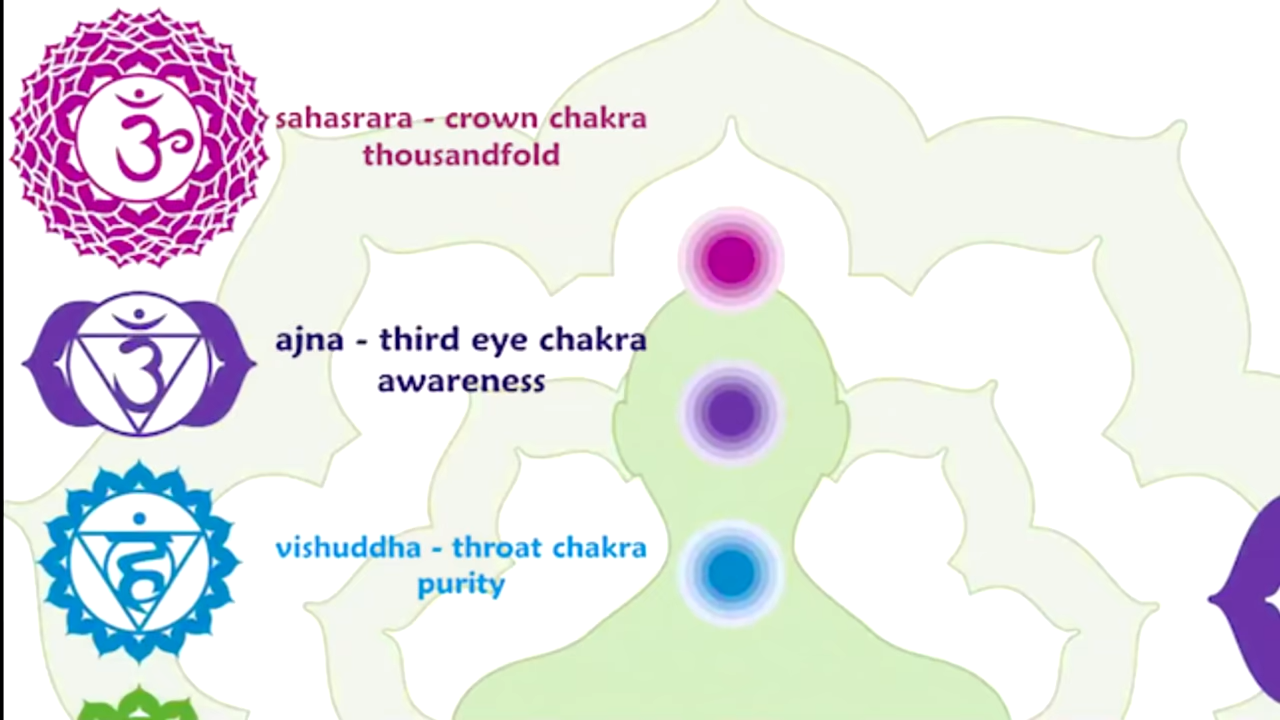 ॐ
sahasrara - crown chakra
thousandfold
ॐ
ajna - third eye chakra
awareness
हं
vishuddha - throat chakra
purity